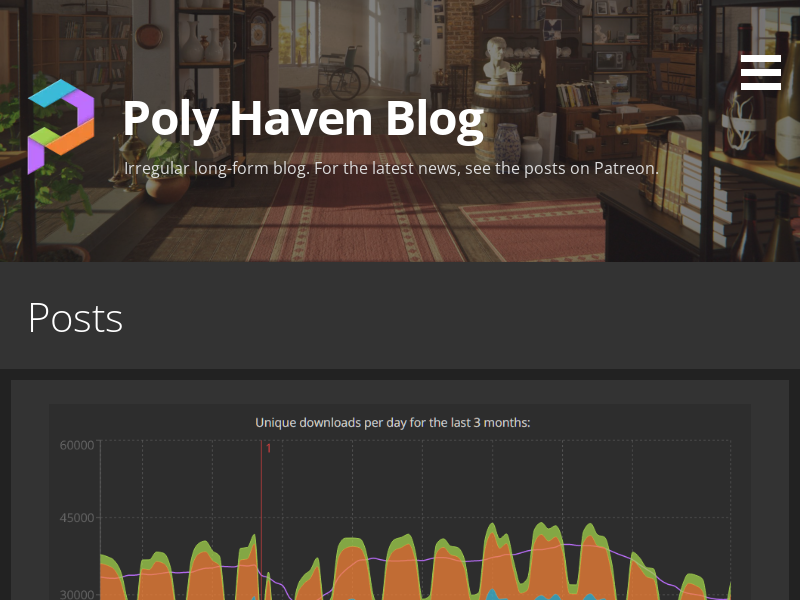 Poly Haven Blog
Irregular long-form blog. For the latest news, see the posts on Patreon.
Posts
Unique downloads per day for the last 3 months:
60000
1
45000
30000